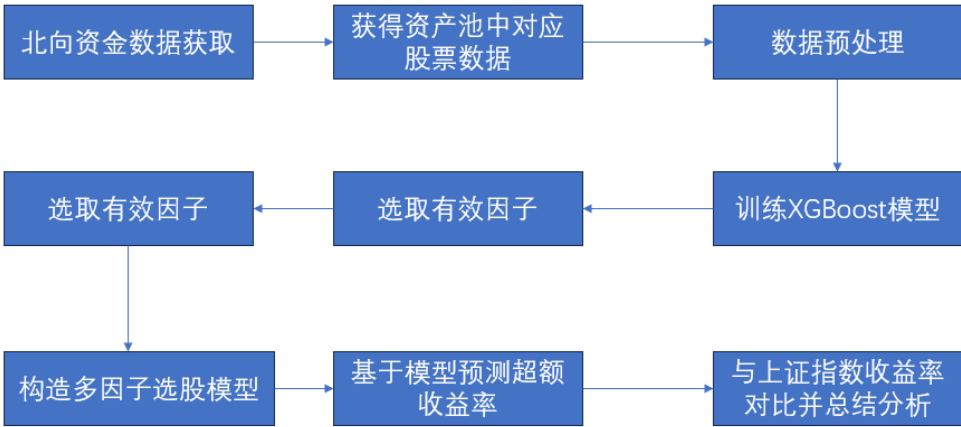 北向资金数据获取
获得资产池中对应
股票数据
数据预处理
选取有效因子
选取有效因子
训练XGBoost模型
构造多因子选股模型
基于模型预测超额
收益率
与上证指数收益率
对比并总结分析